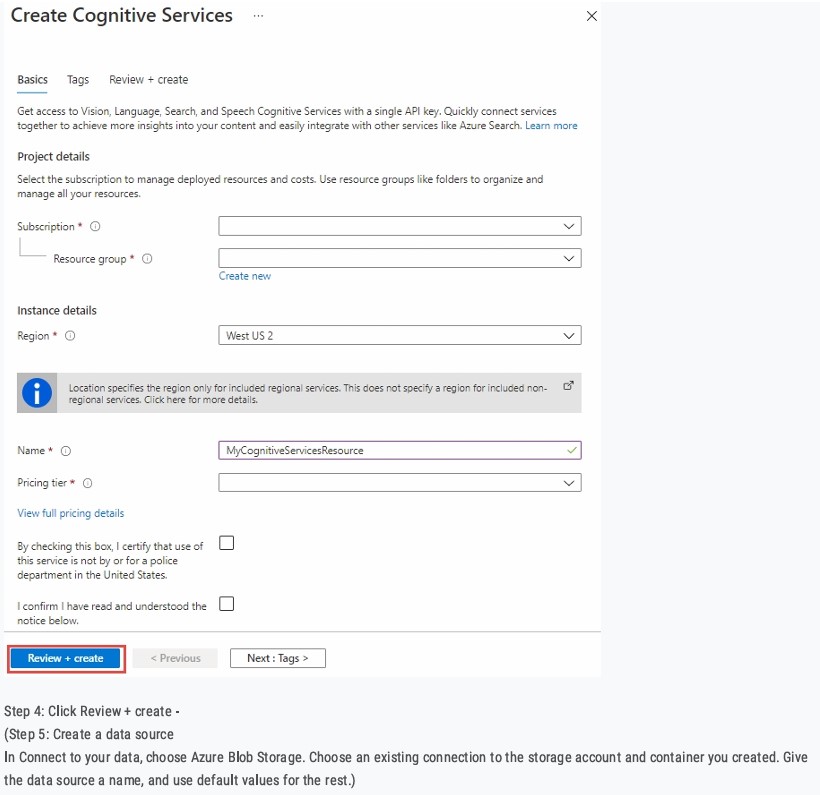 Create Cognitive Services ...
Basics Tags Review + create
Get access to Vision, Language, Search, and Speech Cognitive Services with a single API key. Quickly connect services
together to achieve more insights into your content and easily integrate with other services like Azure Search. Learn more
Project details
Select the subscription to manage deployed resources and costs. Use resource groups like folders to organize and
manage all your resources.
Subscription *
Resource group *
Create new
Instance details
Region * West US 2
Location specifies the region only for included regional services. This does not specify a region for included non-
regional services. Click here for more details.
Name * MyCognitiveServicesResource
Pricing tier *
View full pricing details
By checking this box, I certify that use of
this service is not by or for a police
department in the United States.
I confirm I have read and understood the
notice below.
Review + create < Previous Next : Tags >
Step 4: Click Review + create -
(Step 5: Create a data source
In Connect to your data, choose Azure Blob Storage. Choose an existing connection to the storage account and container you created. Give
the data source a name, and use default values for the rest.)